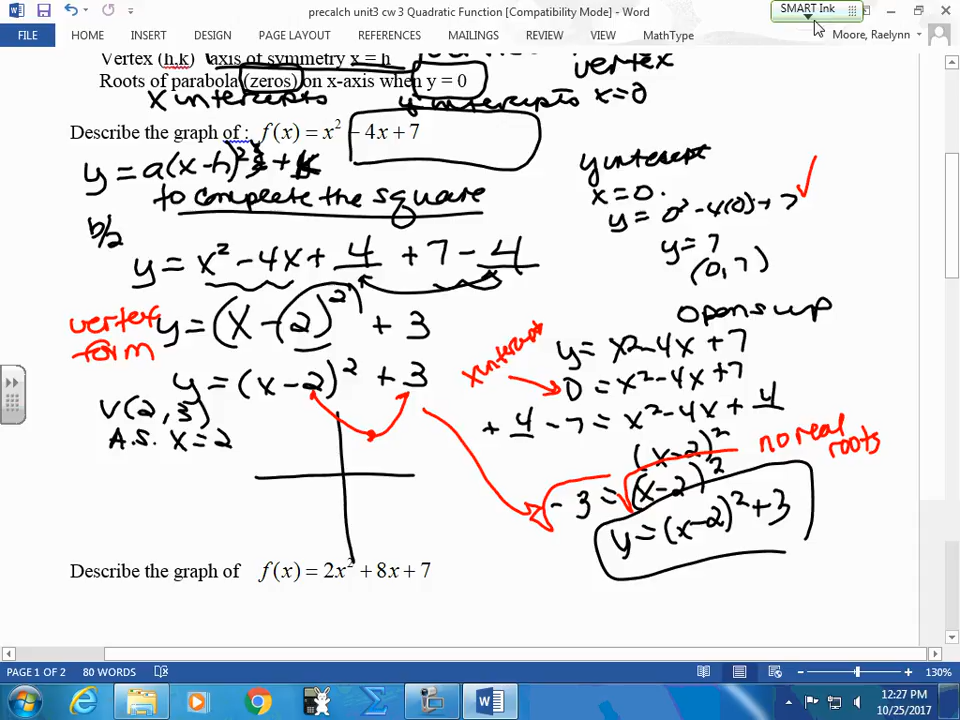 precalch unit3 cw 3 Quadratic Function [Compatibility Mode] - Word
SMART Ink
FILE HOME INSERT DESIGN PAGE LAYOUT REFERENCES MAILINGS REVIEW VIEW MathType
Moore, Raelynn
Vertex (h,k) axis of symmetry x = h
vertex
Roots of parabola (zeros) on x-axis when y = 0
x=0
x intercepts y intercepts
Describe the graph of : f(x) = x² − 4x + 7
y = a(x-h)² + k
y intercept
to complete the square
x=0.
y = 0² -4(0)+7 ✓
b/2
y = 7
y = x² -4x + 4 +7 - 4
(0,7)
opens up
vertex form
y = (x - (2))² + 3
y = x²-4x+7
x intercept
0 = x²-4x+7
y = (x-2)² +3
V(2, 3)
+ 4 -7 = x²-4x + 4
A.S. x = 2
no real roots
(x-2)²
-3 = (x-2)²
y = (x-2)²+3
Describe the graph of f(x) = 2x² + 8x + 7
PAGE 1 OF 2 80 WORDS
130%
12:27 PM
10/25/2017